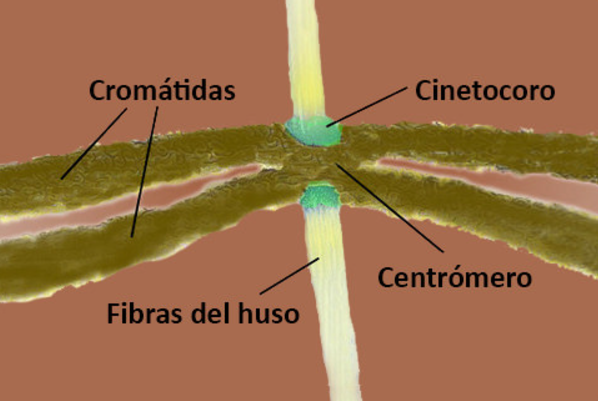 Cromátidas
Cinetocoro
Centrómero
Fibras del huso